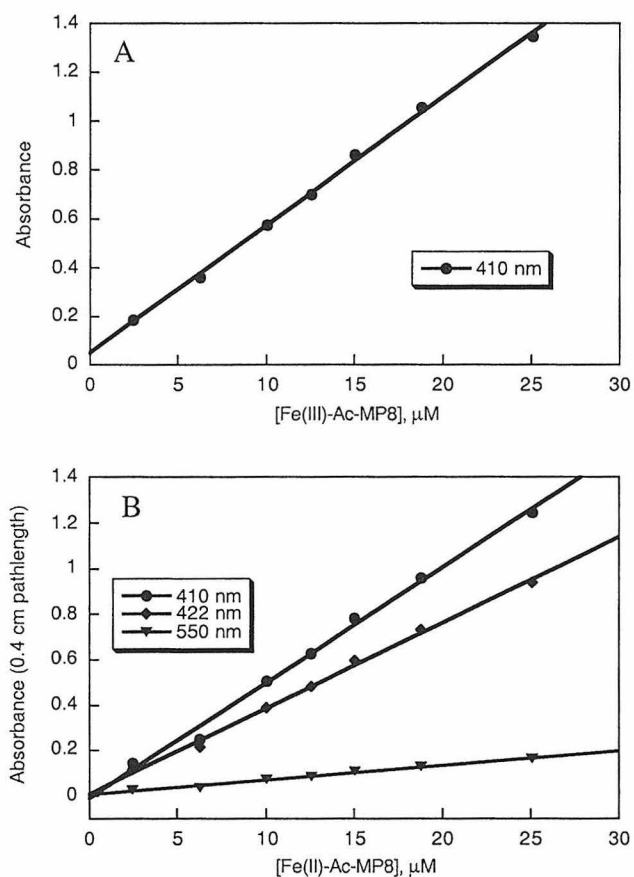 A
1.4
1.2
1
0.8
0.6
0.4
0.2
0
Absorbance
410 nm
0 5 10 15 20 25 30
[Fe(III)-Ac-MP8], μM
B
1.4
1.2
1
0.8
0.6
0.4
0.2
0
Absorbance (0.4 cm pathlength)
410 nm
422 nm
550 nm
0 5 10 15 20 25 30
[Fe(II)-Ac-MP8], μM